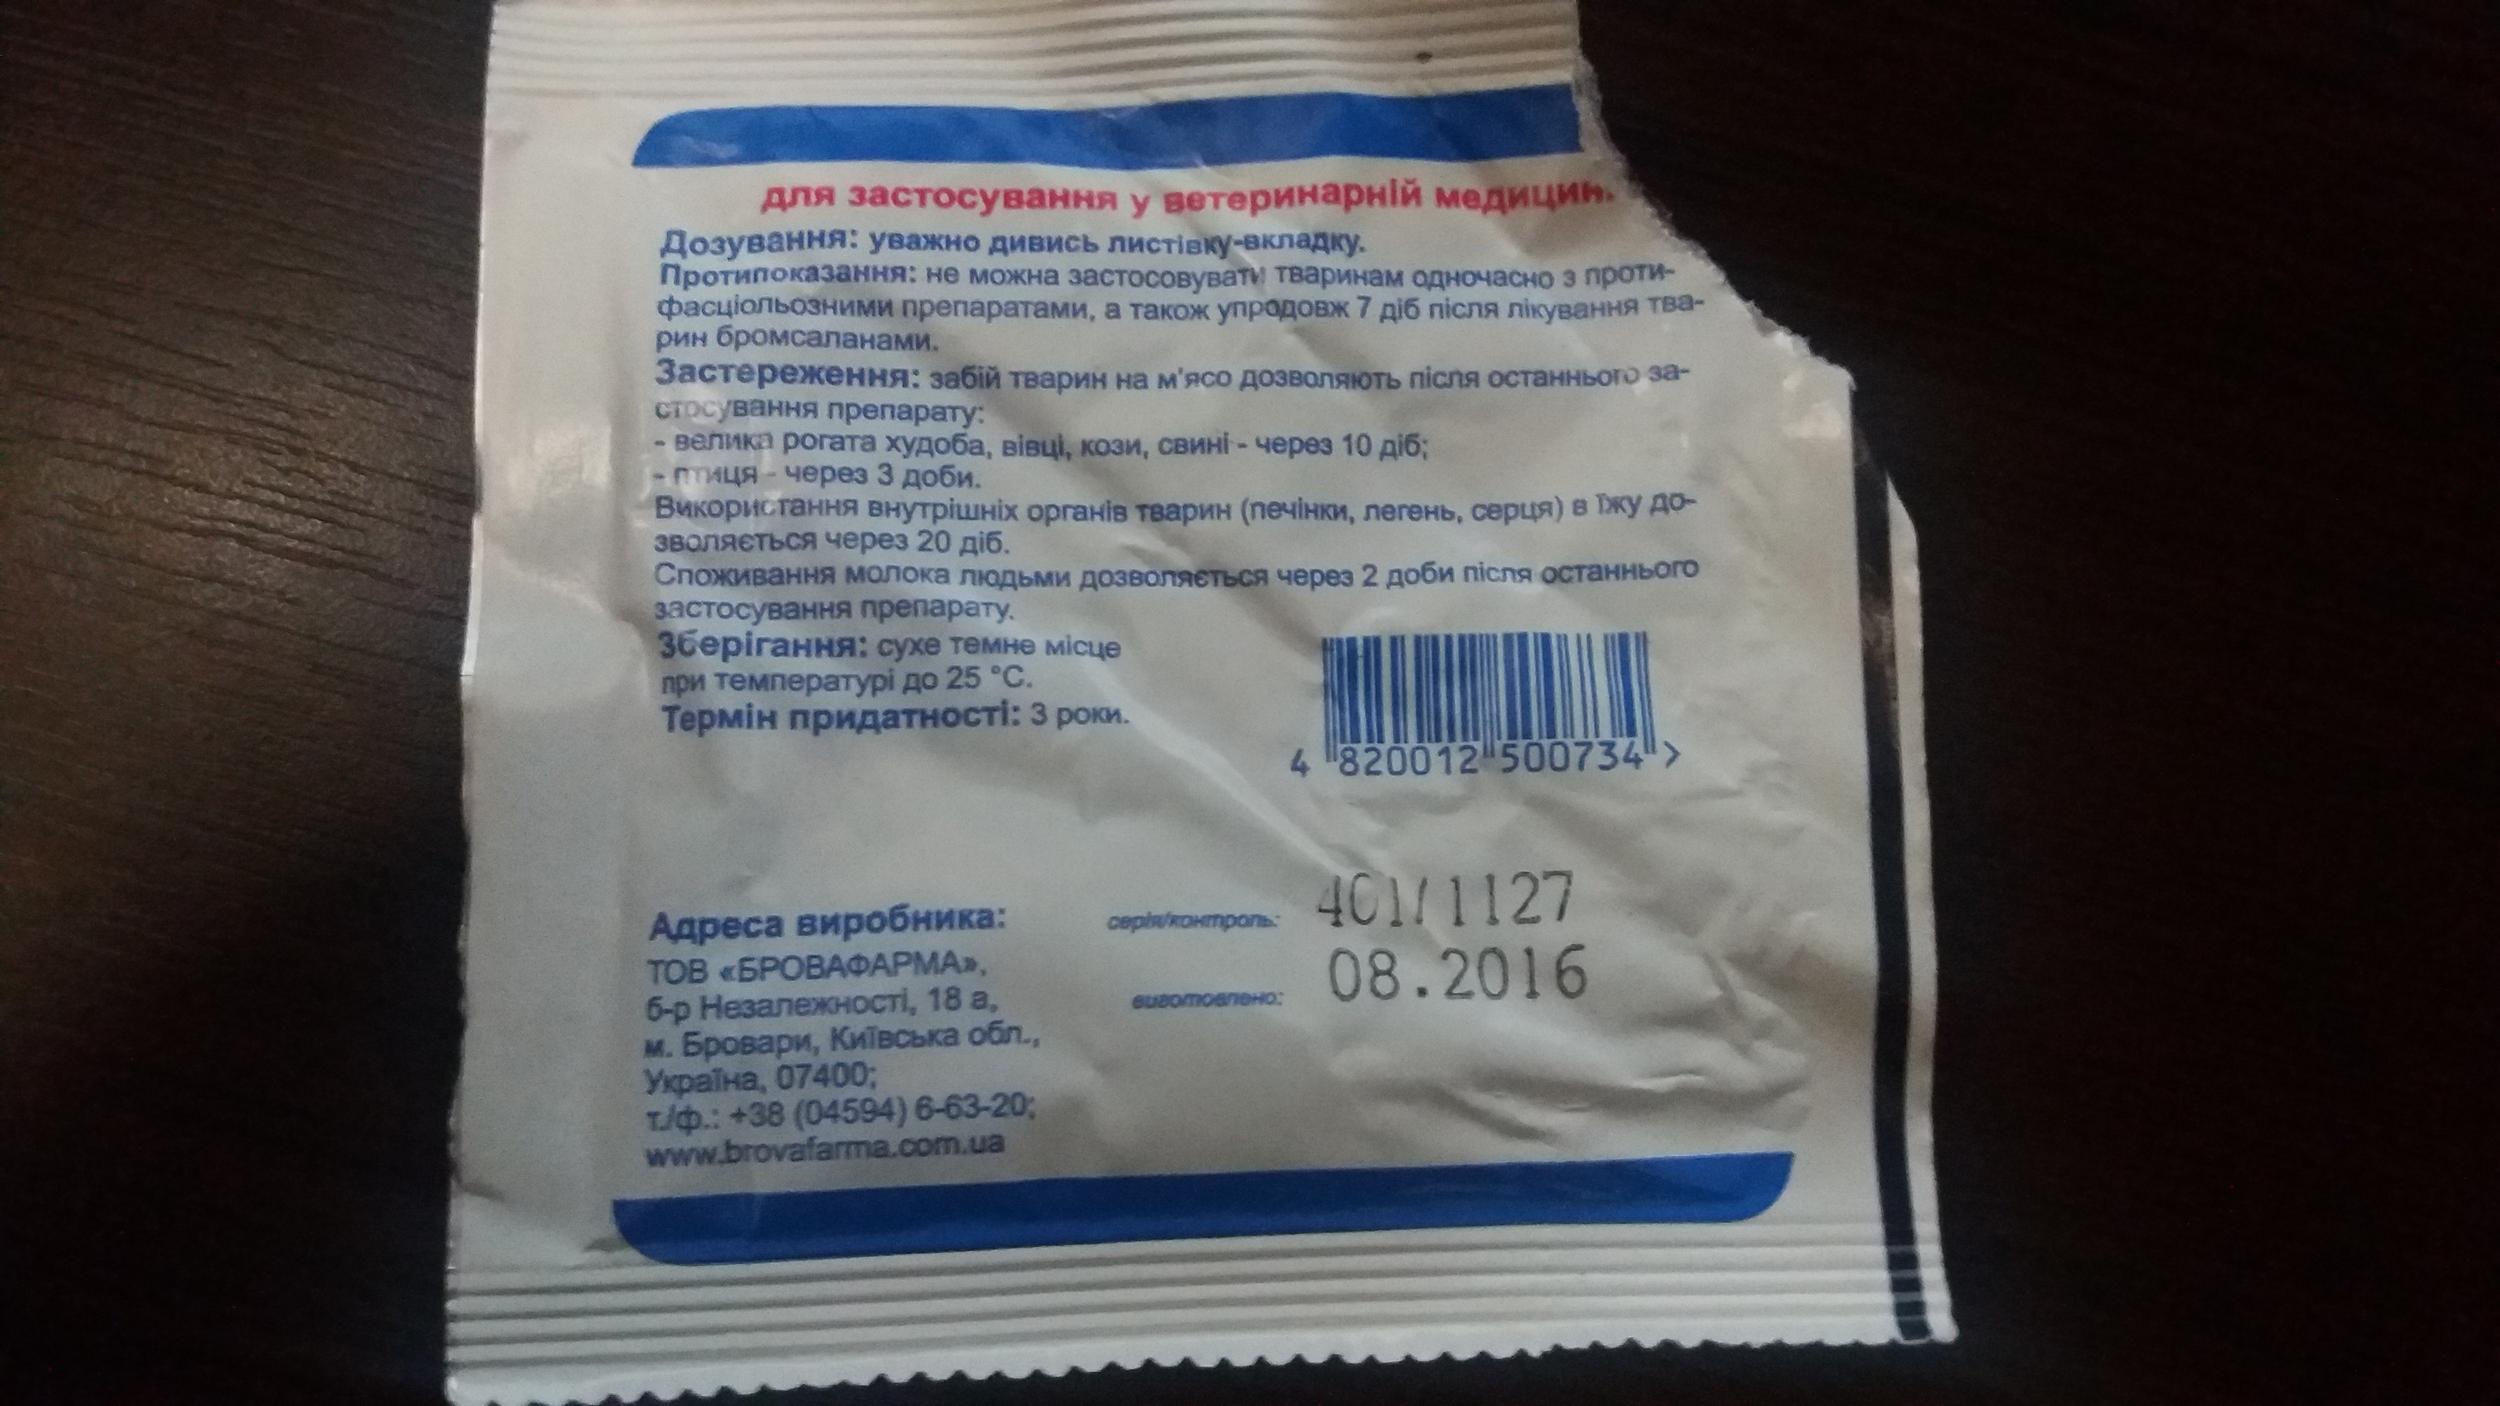 для застосування у ветеринарній медицин
Дозування: уважно дивись листівку-вкладку.
Протипоказання: не можна застосовувати тваринам одночасно з проти-
фасціольозними препаратами, а також упродовж 7 діб після лікування тва-
рин бромсаланами.
Застереження: забій тварин на м'ясо дозволяють після останнього за-
стосування препарату:
- велика рогата худоба, вівці, кози, свині - через 10 діб;
- птиця - через 3 доби.
Використання внутрішніх органів тварин (печінки, легень, серця) в їжу до-
зволяється через 20 діб.
Споживання молока людьми дозволяється через 2 доби після останнього
застосування препарату.
Зберігання: сухе темне місце
при температурі до 25 °С.
Термін придатності: 3 роки.
4 820012 500734 >
Адреса виробника:
ТОВ «БРОВАФАРМА»,
б-р Незалежності, 18 а,
м. Бровари, Київська обл.,
Україна, 07400;
т./ф.: +38 (04594) 6-63-20;
www.brovafarma.com.ua
серія/контроль: 401/1127
виготовлено: 08.2016